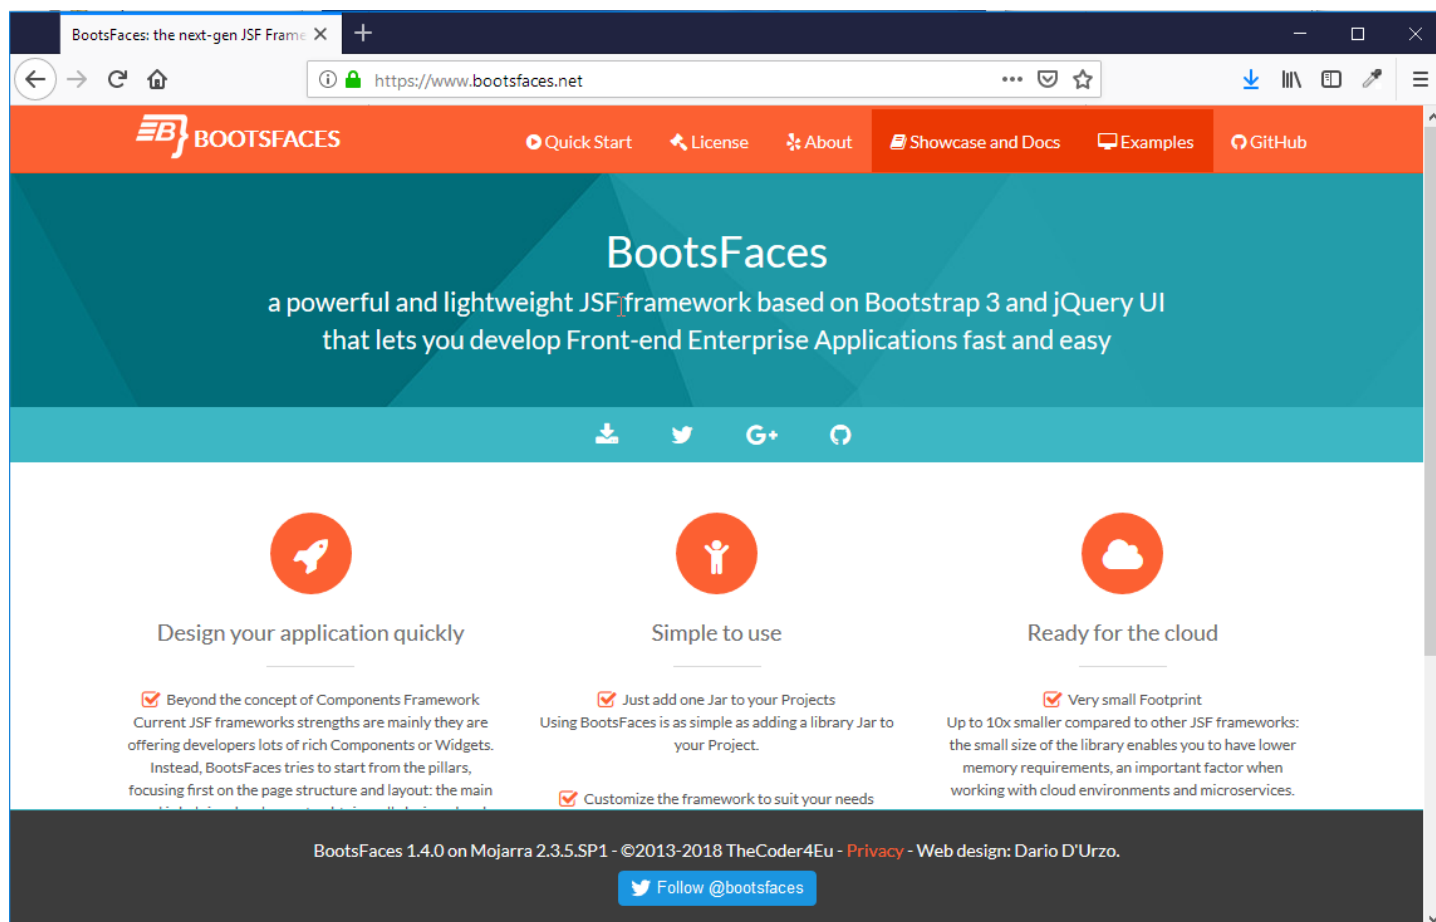 BootsFaces: the next-gen JSF Frame
https://www.bootsfaces.net
BOOTSFACES
Quick Start
License
About
Showcase and Docs
Examples
GitHub
BootsFaces
a powerful and lightweight JSF framework based on Bootstrap 3 and jQuery UI
that lets you develop Front-end Enterprise Applications fast and easy
Design your application quickly
Beyond the concept of Components Framework
Current JSF frameworks strengths are mainly they are
offering developers lots of rich Components or Widgets.
Instead, BootsFaces tries to start from the pillars,
focusing first on the page structure and layout: the main
Simple to use
Just add one Jar to your Projects
Using BootsFaces is as simple as adding a library Jar to
your Project.
Customize the framework to suit your needs
Ready for the cloud
Very small Footprint
Up to 10x smaller compared to other JSF frameworks:
the small size of the library enables you to have lower
memory requirements, an important factor when
working with cloud environments and microservices.
BootsFaces 1.4.0 on Mojarra 2.3.5.SP1 - ©2013-2018 TheCoder4Eu - Privacy - Web design: Dario D'Urzo.
Follow @bootsfaces